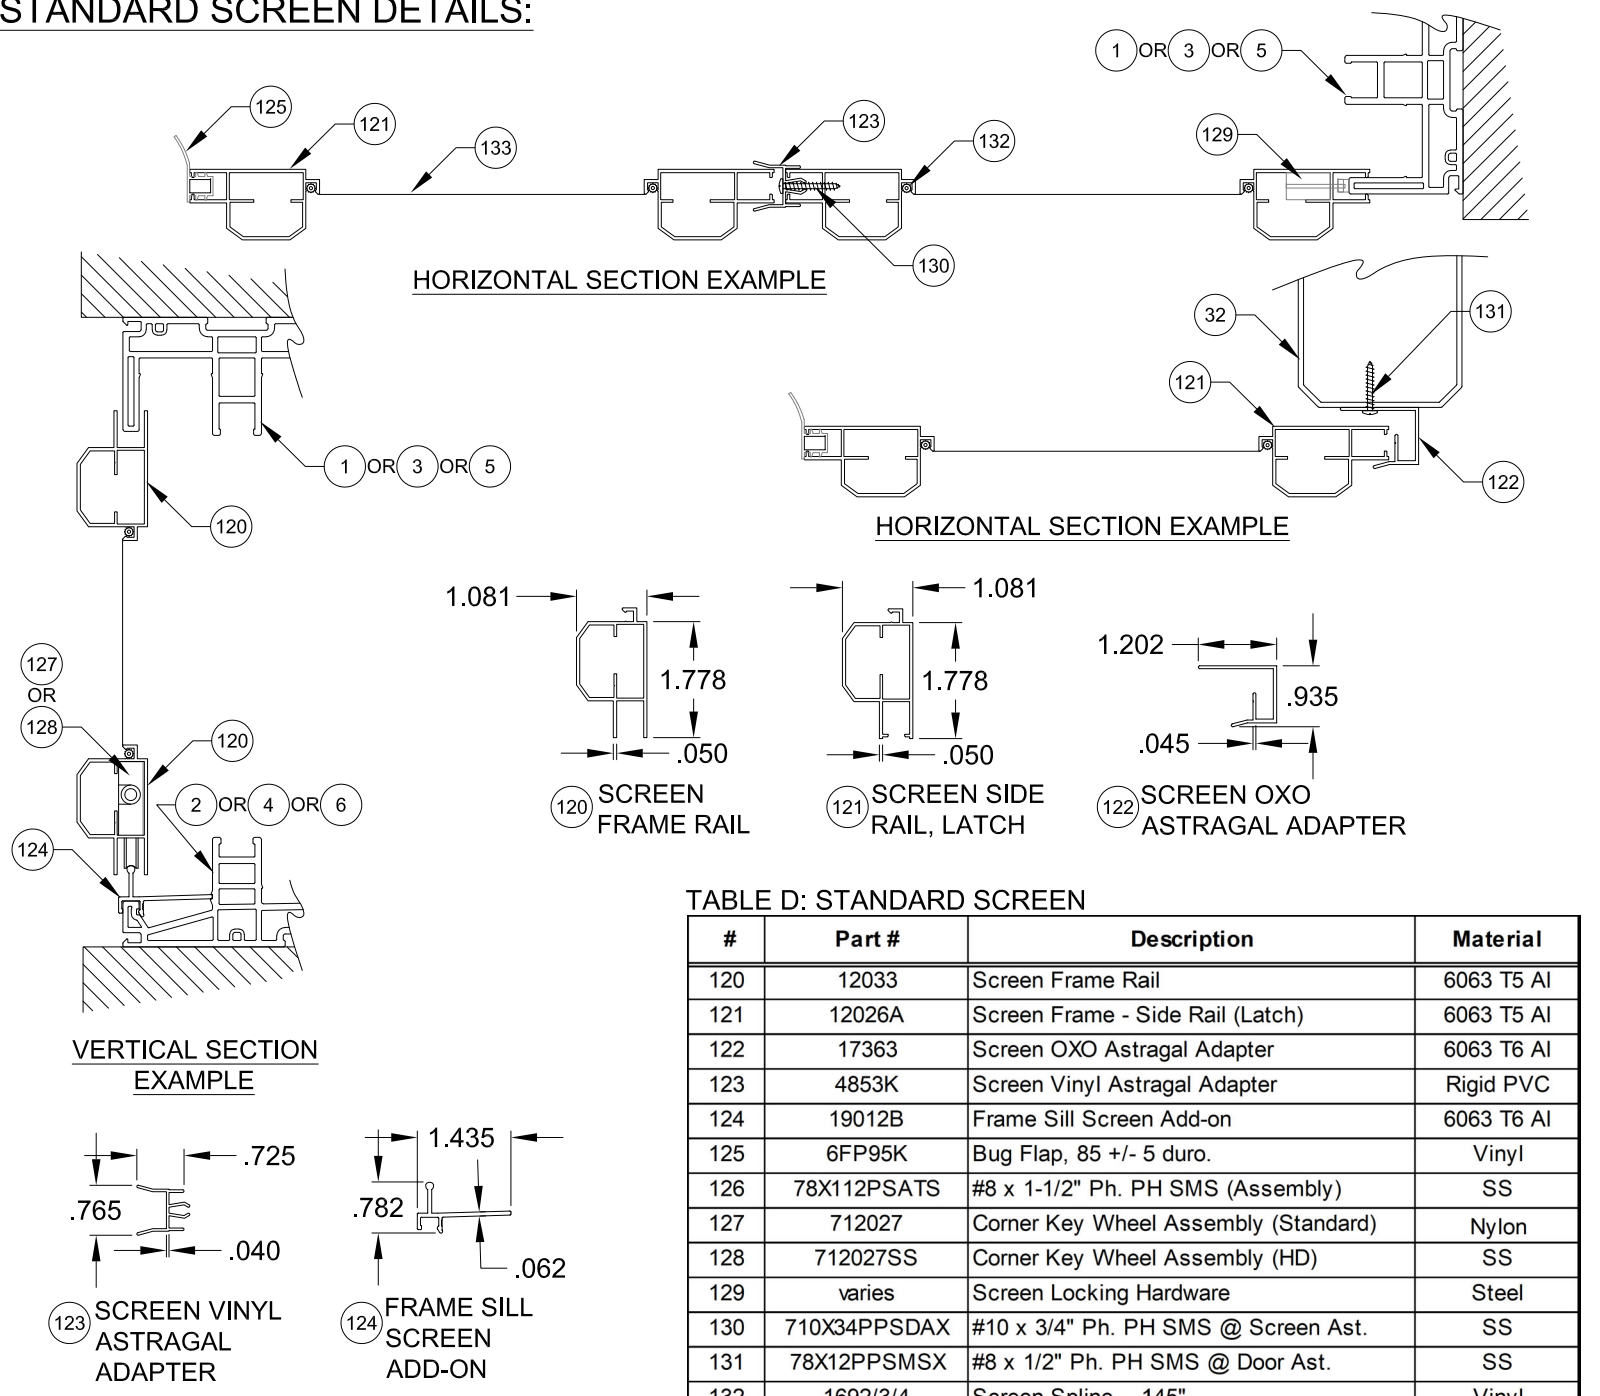 STANDARD SCREEN DETAILS:
1 OR 3 OR 5
125
121
133
123
132
129
130
HORIZONTAL SECTION EXAMPLE
32
131
121
122
HORIZONTAL SECTION EXAMPLE
1 OR 3 OR 5
120
127
OR
128
120
2 OR 4 OR 6
124
VERTICAL SECTION
EXAMPLE
1.081
1.778
.050
120 SCREEN
FRAME RAIL
1.081
1.778
.050
121 SCREEN SIDE
RAIL, LATCH
1.202
.935
.045
122 SCREEN OXO
ASTRAGAL ADAPTER
.725
.765
.040
123 SCREEN VINYL
ASTRAGAL
ADAPTER
1.435
.782
.062
124 FRAME SILL
SCREEN
ADD-ON
TABLE D: STANDARD SCREEN
# Part # Description Material
120 12033 Screen Frame Rail 6063 T5 Al
121 12026A Screen Frame - Side Rail (Latch) 6063 T5 Al
122 17363 Screen OXO Astragal Adapter 6063 T6 Al
123 4853K Screen Vinyl Astragal Adapter Rigid PVC
124 19012B Frame Sill Screen Add-on 6063 T6 Al
125 6FP95K Bug Flap, 85 +/- 5 duro. Vinyl
126 78X112PSATS #8 x 1-1/2" Ph. PH SMS (Assembly) SS
127 712027 Corner Key Wheel Assembly (Standard) Nylon
128 712027SS Corner Key Wheel Assembly (HD) SS
129 varies Screen Locking Hardware Steel
130 710X34PPSDAX #10 x 3/4" Ph. PH SMS @ Screen Ast. SS
131 78X12PPSMSX #8 x 1/2" Ph. PH SMS @ Door Ast. SS
132 1692/3/4 Screen Spline - .145" Vinyl